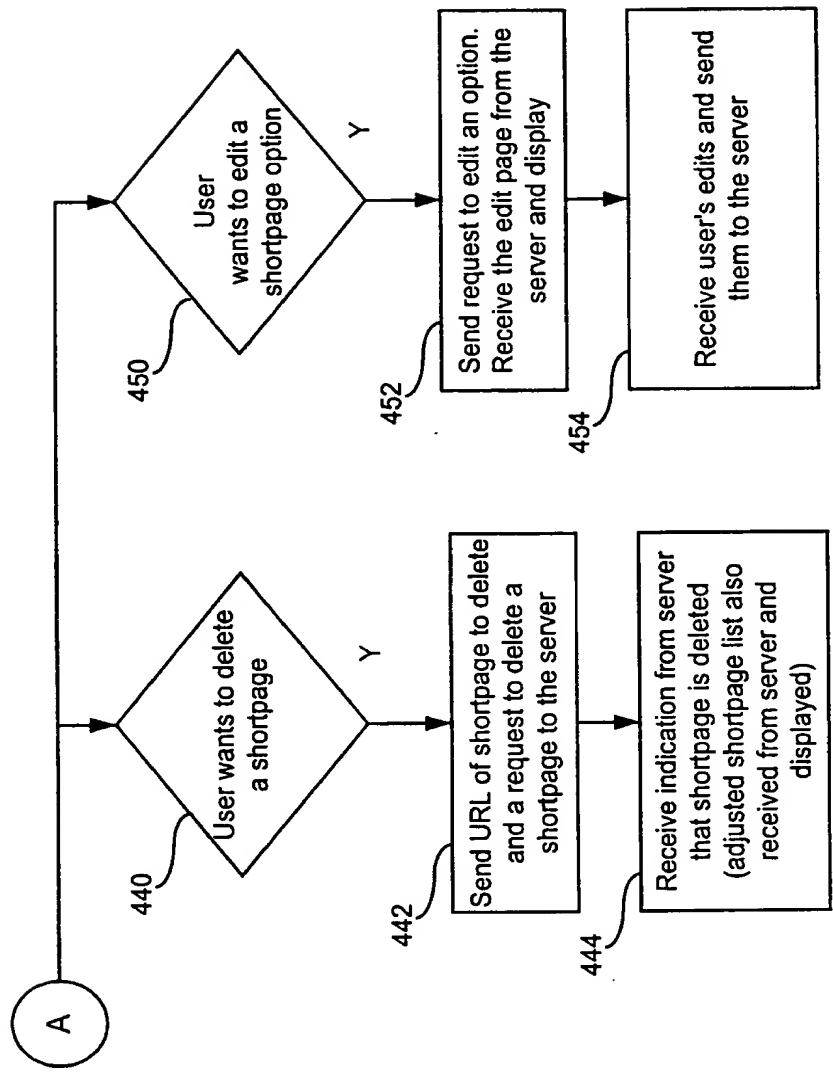 A
440
User wants to delete
a shortpage
Y
442
Send URL of shortpage to delete
and a request to delete a
shortpage to the server
444
Receive indication from server
that shortpage is deleted
(adjusted shortpage list also
received from server and
displayed)
450
User
wants to edit a
shortpage option
Y
452
Send request to edit an option.
Receive the edit page from the
server and display
454
Receive user's edits and send
them to the server